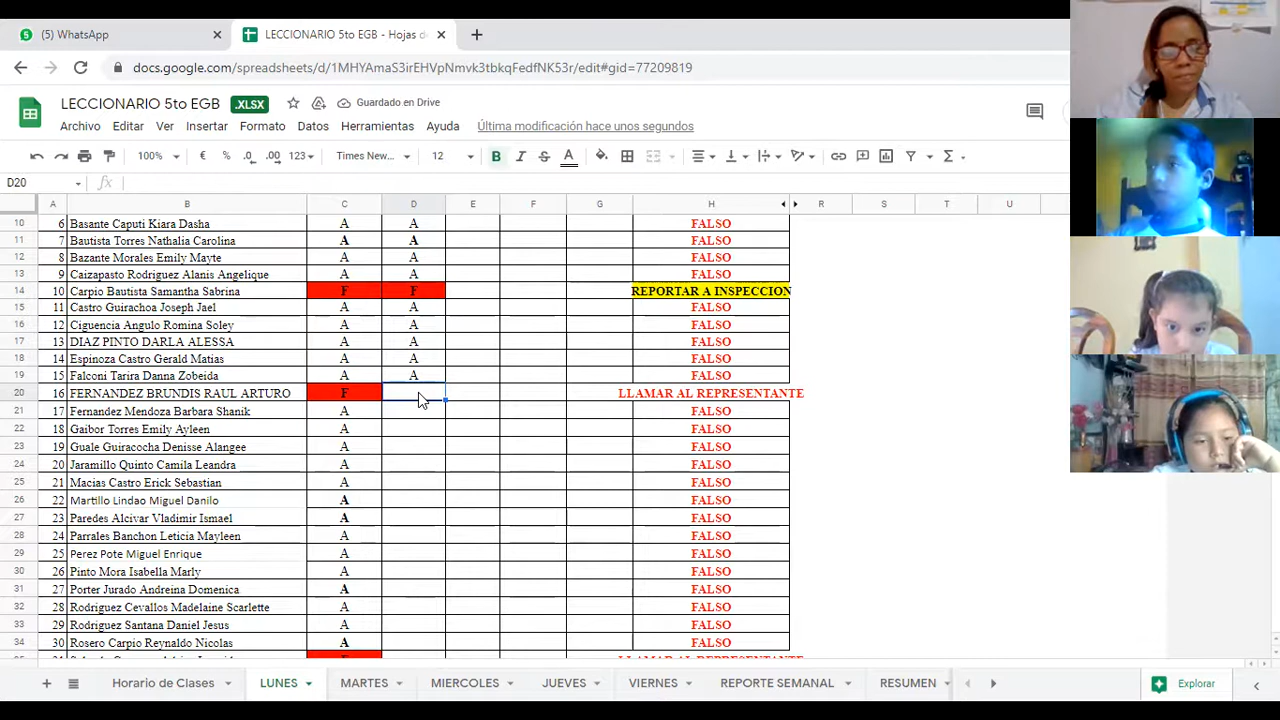 (5) WhatsApp
LECCIONARIO 5to EGB - Hojas de
docs.google.com/spreadsheets/d/1MHYAmaS3irEHVpNmvk3tbkqFedfNK53r/edit#gid=77209819
LECCIONARIO 5to EGB .XLSX Guardado en Drive
Archivo Editar Ver Insertar Formato Datos Herramientas Ayuda Última modificación hace unos segundos
100% € % .0 .00 123 Times New... 12 B I S A Σ
D20 fx
A B C D E F G H R S T U
10 6 Basante Caputi Kiara Dasha A A FALSO
11 7 Bautista Torres Nathalia Carolina A A FALSO
12 8 Bazante Morales Emily Mayte A A FALSO
13 9 Caizapasto Rodriguez Alanis Angelique A A FALSO
14 10 Carpio Bautista Samantha Sabrina F F REPORTAR A INSPECCION
15 11 Castro Guirachoa Joseph Jael A A FALSO
16 12 Ciguencia Angulo Romina Soley A A FALSO
17 13 DIAZ PINTO DARLA ALESSA A A FALSO
18 14 Espinoza Castro Gerald Matias A A FALSO
19 15 Falconi Tarira Danna Zobeida A A FALSO
20 16 FERNANDEZ BRUNDIS RAUL ARTURO F LLAMAR AL REPRESENTANTE
21 17 Fernandez Mendoza Barbara Shanik A FALSO
22 18 Gaibor Torres Emily Ayleen A FALSO
23 19 Guale Guiracocha Denisse Alangee A FALSO
24 20 Jaramillo Quinto Camila Leandra A FALSO
25 21 Macias Castro Erick Sebastian A FALSO
26 22 Martillo Lindao Miguel Danilo A FALSO
27 23 Paredes Alcivar Vladimir Ismael A FALSO
28 24 Parrales Banchon Leticia Mayleen A FALSO
29 25 Perez Pote Miguel Enrique A FALSO
30 26 Pinto Mora Isabella Marly A FALSO
31 27 Porter Jurado Andreina Domenica A FALSO
32 28 Rodriguez Cevallos Madelaine Scarlette A FALSO
33 29 Rodriguez Santana Daniel Jesus A FALSO
34 30 Rosero Carpio Reynaldo Nicolas A FALSO
LLAMAR AL REPRESENTANTE
Horario de Clases LUNES MARTES MIERCOLES JUEVES VIERNES REPORTE SEMANAL RESUMEN Explorar